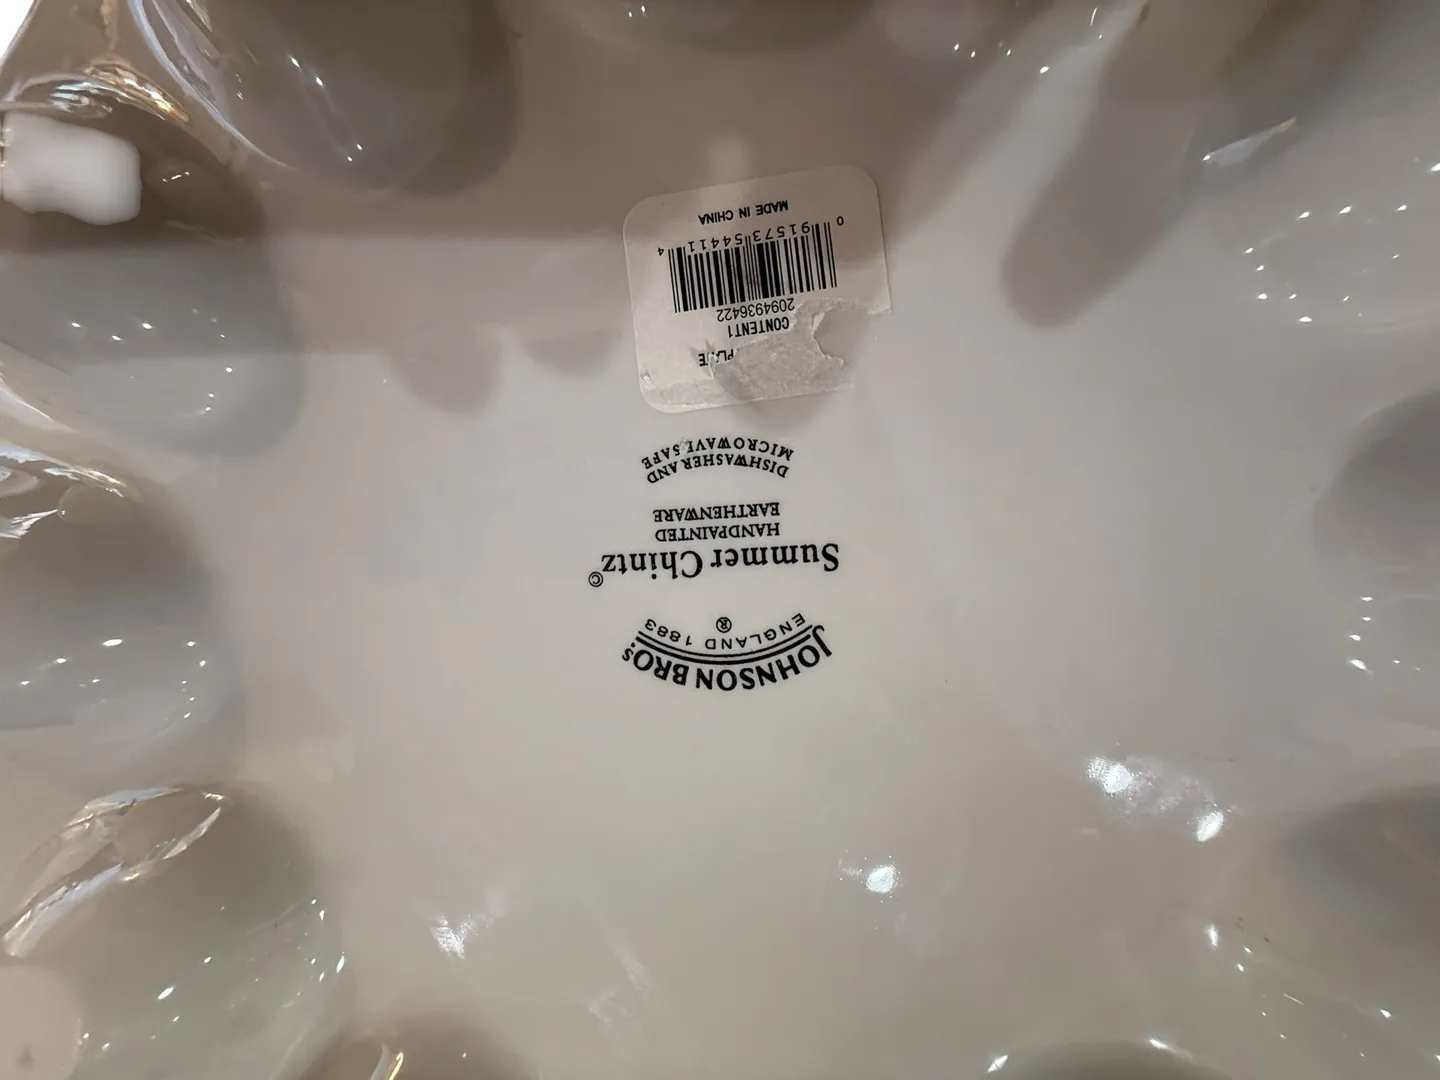 JOHNSON BROS.
ENGLAND 1883
®
Summer Chintz©
HANDPAINTED
EARTHENWARE
DISHWASHER AND
MICROWAVE SAFE
CONTENT1
2094936422
0 91573 54411 4
MADE IN CHINA